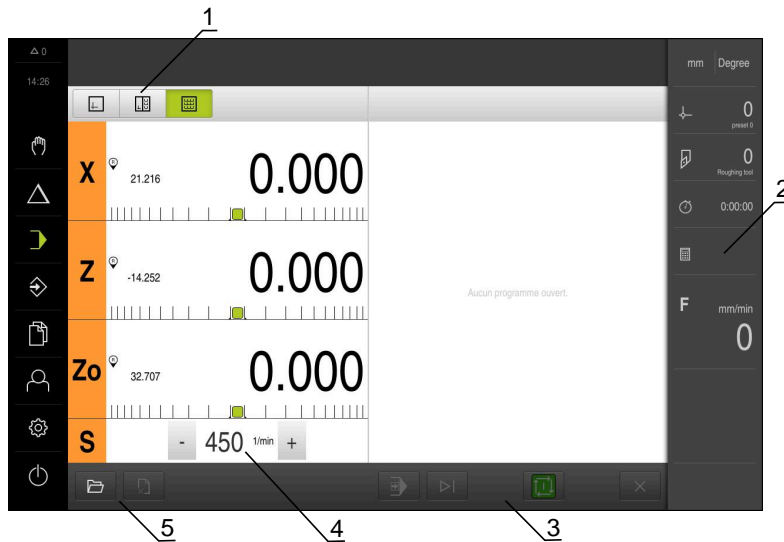 1
0
14:26
mm Degree
0
preset 0
X
R
21.216
0.000
0
Roughing tool
2
0:00:00
Z
R
-14.252
0.000
Aucun programme ouvert.
F
mm/min
0
Zo
R
32.707
0.000
S
-
450
1/min
+
5
4
3